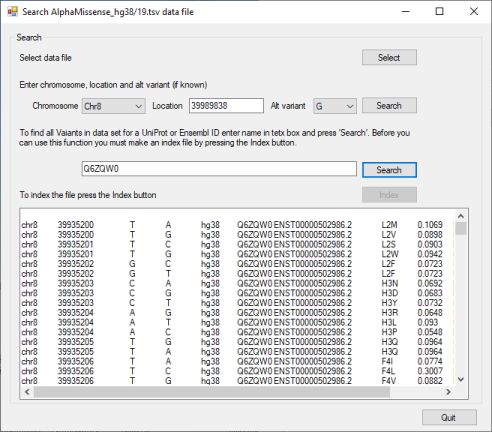 Search AlphaMissense_hg38/19.tsv data file
Search
Select data file
Select
Enter chromosome, location and alt variant (if known)
Chromosome Chr8 Location 39989838 Alt variant G Search
To find all Vaiants in data set for a UniProt or Ensembl ID enter name in tetx box and press 'Search'. Before you
can use this function you must make an index file by pressing the Index button.
Q6ZQW0 Search
To index the file press the Index button Index
chr8 39935200 T A hg38 Q6ZQW0 ENST00000502986.2 L2M 0.1069
chr8 39935200 T G hg38 Q6ZQW0 ENST00000502986.2 L2V 0.0898
chr8 39935201 T C hg38 Q6ZQW0 ENST00000502986.2 L2S 0.0903
chr8 39935201 T G hg38 Q6ZQW0 ENST00000502986.2 L2W 0.0942
chr8 39935202 G C hg38 Q6ZQW0 ENST00000502986.2 L2F 0.0723
chr8 39935202 G T hg38 Q6ZQW0 ENST00000502986.2 L2F 0.0723
chr8 39935203 C A hg38 Q6ZQW0 ENST00000502986.2 H3N 0.0692
chr8 39935203 C G hg38 Q6ZQW0 ENST00000502986.2 H3D 0.0683
chr8 39935203 C T hg38 Q6ZQW0 ENST00000502986.2 H3Y 0.0732
chr8 39935204 A G hg38 Q6ZQW0 ENST00000502986.2 H3R 0.0648
chr8 39935204 A T hg38 Q6ZQW0 ENST00000502986.2 H3L 0.093
chr8 39935204 A C hg38 Q6ZQW0 ENST00000502986.2 H3P 0.0548
chr8 39935205 T G hg38 Q6ZQW0 ENST00000502986.2 H3Q 0.0964
chr8 39935205 T A hg38 Q6ZQW0 ENST00000502986.2 H3Q 0.0964
chr8 39935206 T A hg38 Q6ZQW0 ENST00000502986.2 F4I 0.0774
chr8 39935206 T C hg38 Q6ZQW0 ENST00000502986.2 F4L 0.3007
chr8 39935206 T G hg38 Q6ZQW0 ENST00000502986.2 F4V 0.0882
Quit